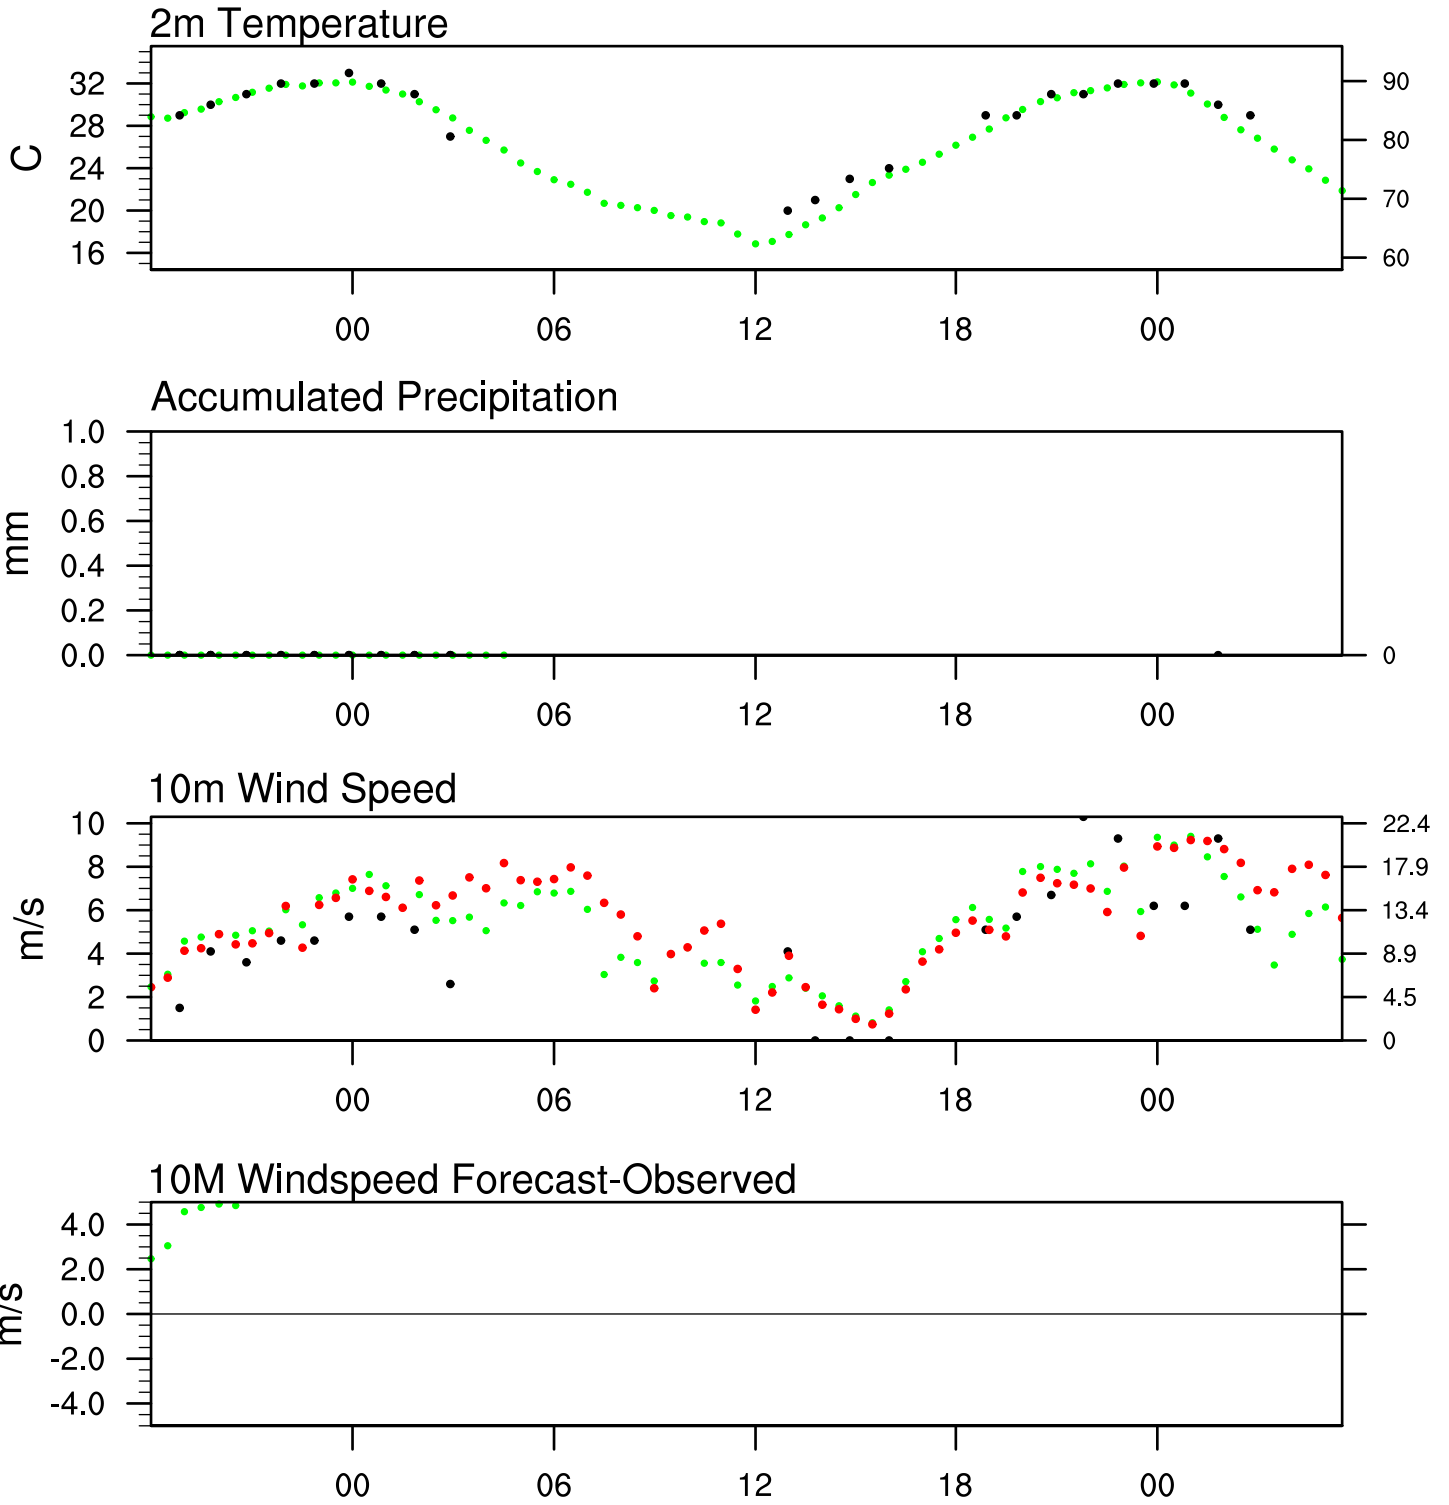 2m Temperature
C
32
28
24
20
16
90
80
70
60
00 06 12 18 00
Accumulated Precipitation
mm
1.0
0.8
0.6
0.4
0.2
0.0
0
00 06 12 18 00
10m Wind Speed
m/s
10
8
6
4
2
0
22.4
17.9
13.4
8.9
4.5
0
00 06 12 18 00
10M Windspeed Forecast-Observed
m/s
4.0
2.0
0.0
-2.0
-4.0
00 06 12 18 00